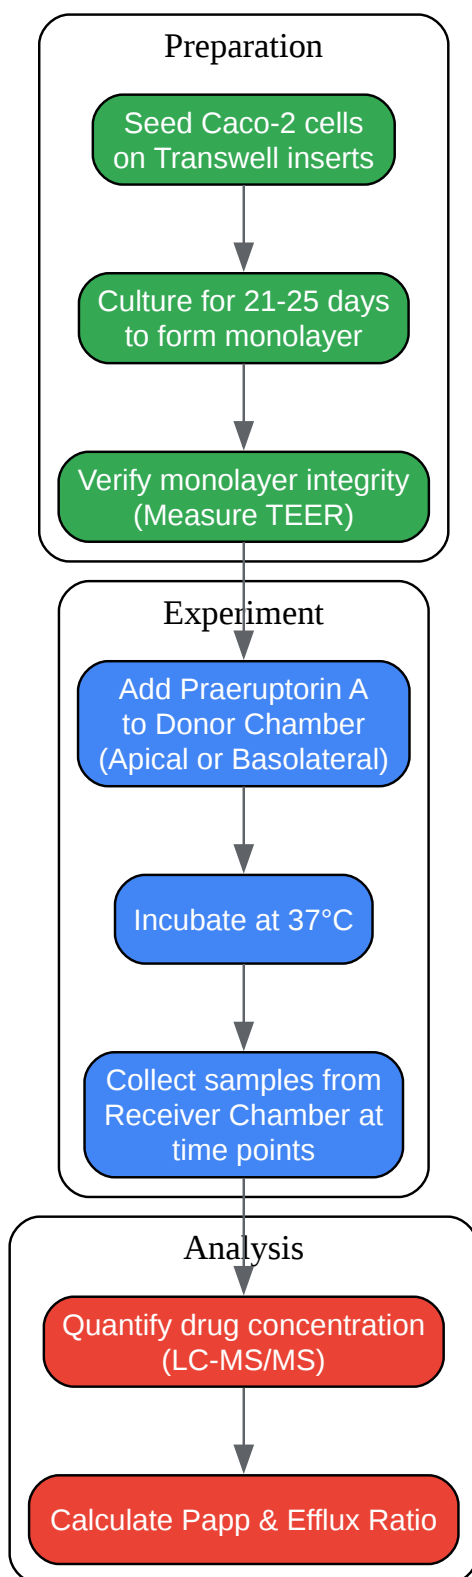 Preparation
Seed Caco-2 cells
on Transwell inserts
Culture for 21-25 days
to form monolayer
Verify monolayer integrity
(Measure TEER)
Experiment
Add Praeruptorin A
to Donor Chamber
(Apical or Basolateral)
Incubate at 37°C
Collect samples from
Receiver Chamber at
time points
Analysis
Quantify drug concentration
(LC-MS/MS)
Calculate Papp & Efflux Ratio